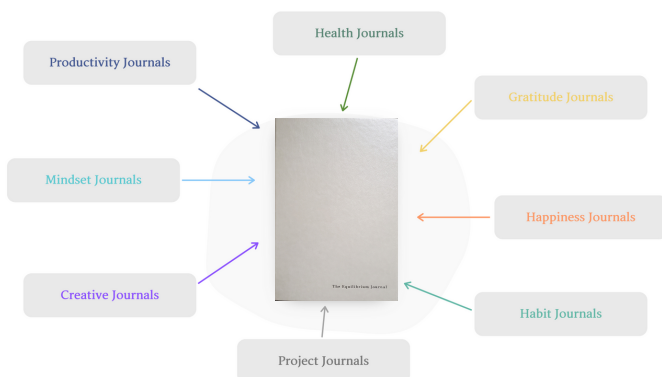 Health Journals
Productivity Journals
Gratitude Journals
Mindset Journals
Happiness Journals
Creative Journals
The Equilibrium Journal
Habit Journals
Project Journals